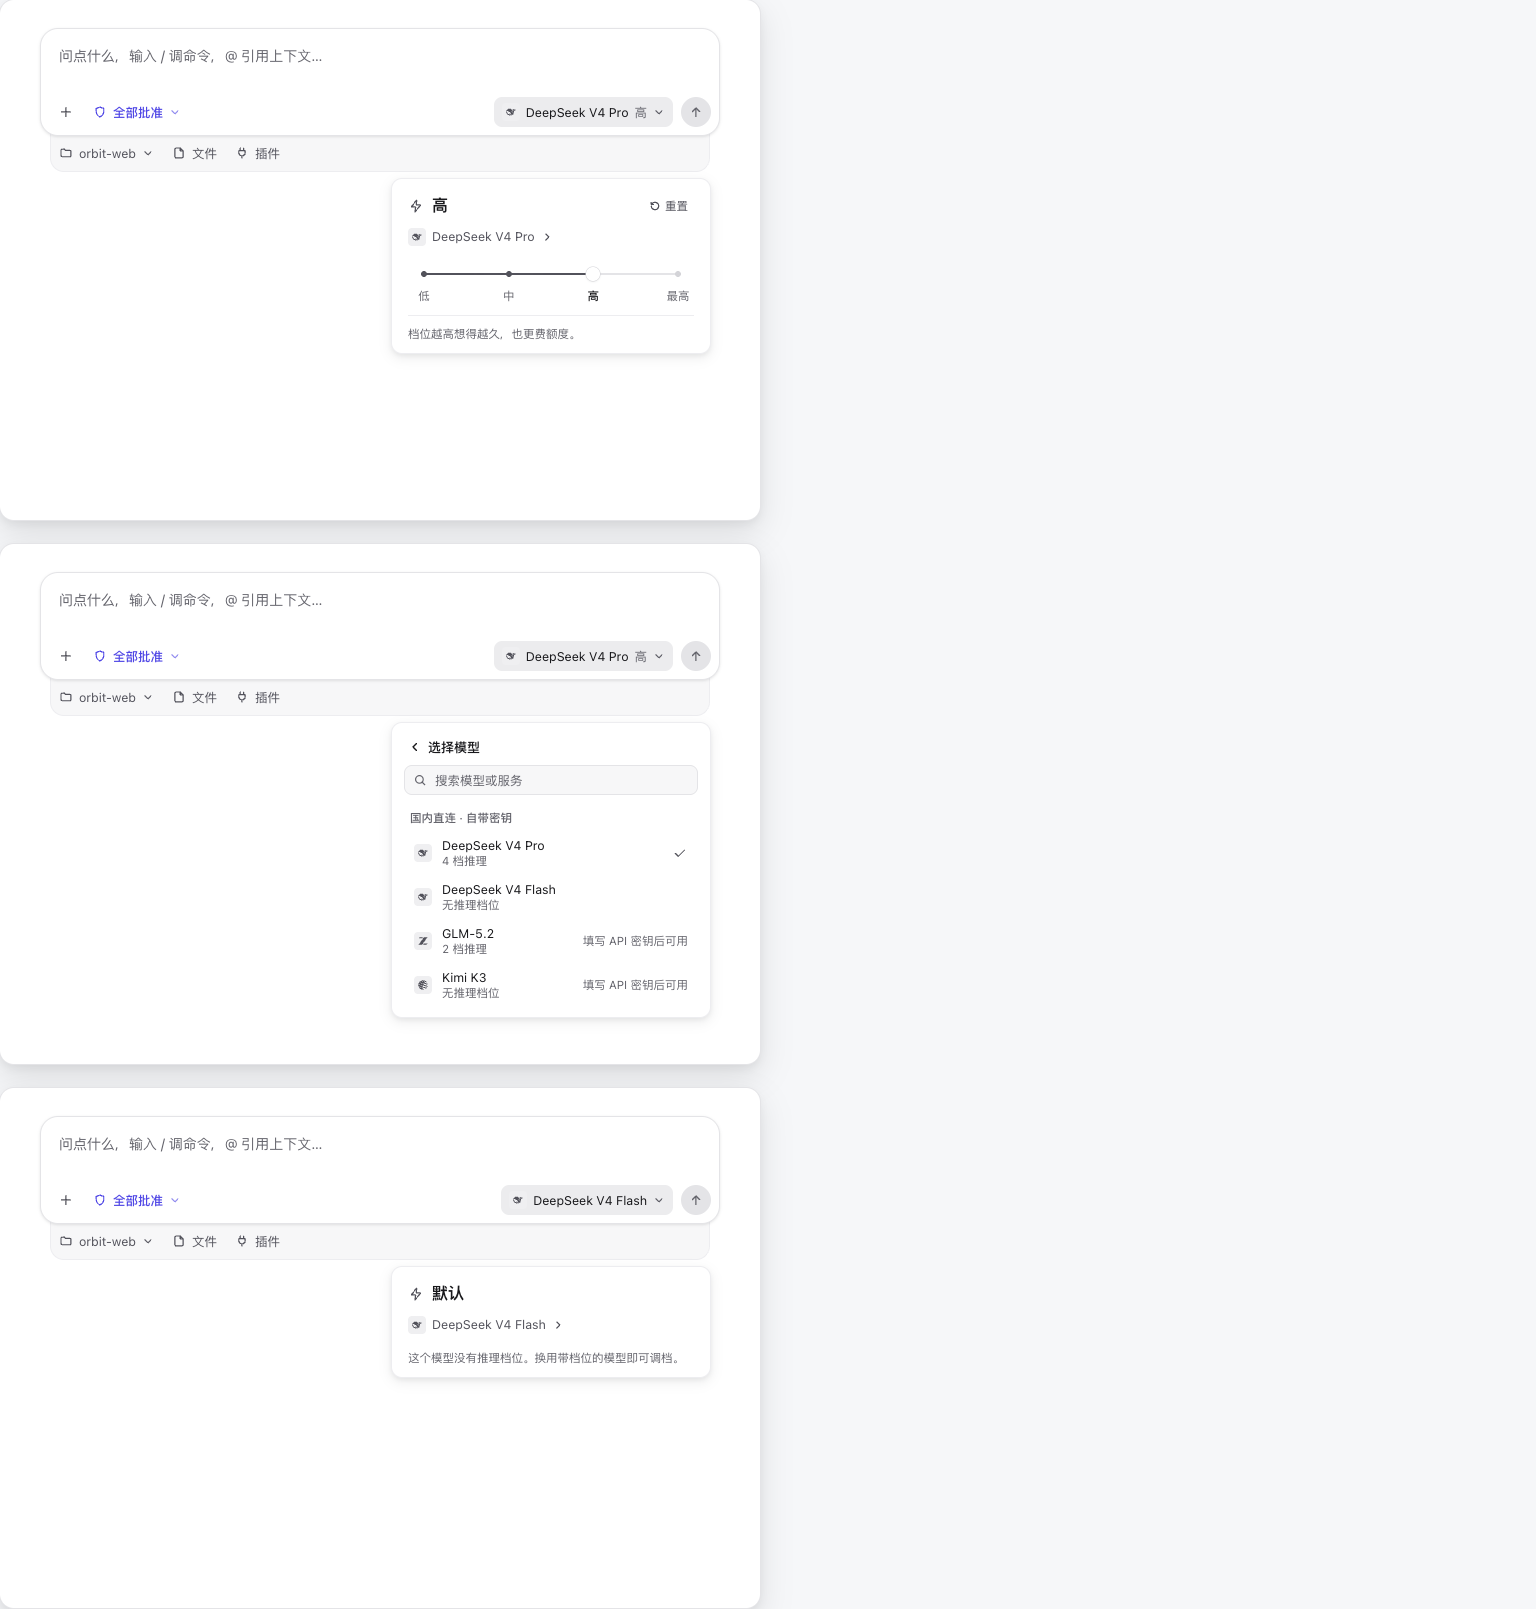 问点什么，输入 / 调命令，@ 引用上下文...
全部批准
DeepSeek V4 Pro 高
orbit-web 文件 插件
高
重置
DeepSeek V4 Pro
低 中 高 最高
档位越高想得越久，也更费额度。
问点什么，输入 / 调命令，@ 引用上下文...
全部批准
DeepSeek V4 Pro 高
orbit-web 文件 插件
选择模型
搜索模型或服务
国内直连 · 自带密钥
DeepSeek V4 Pro
4 档推理
DeepSeek V4 Flash
无推理档位
GLM-5.2
2 档推理
填写 API 密钥后可用
Kimi K3
无推理档位
填写 API 密钥后可用
问点什么，输入 / 调命令，@ 引用上下文...
全部批准
DeepSeek V4 Flash
orbit-web 文件 插件
默认
DeepSeek V4 Flash
这个模型没有推理档位。换用带档位的模型即可调档。